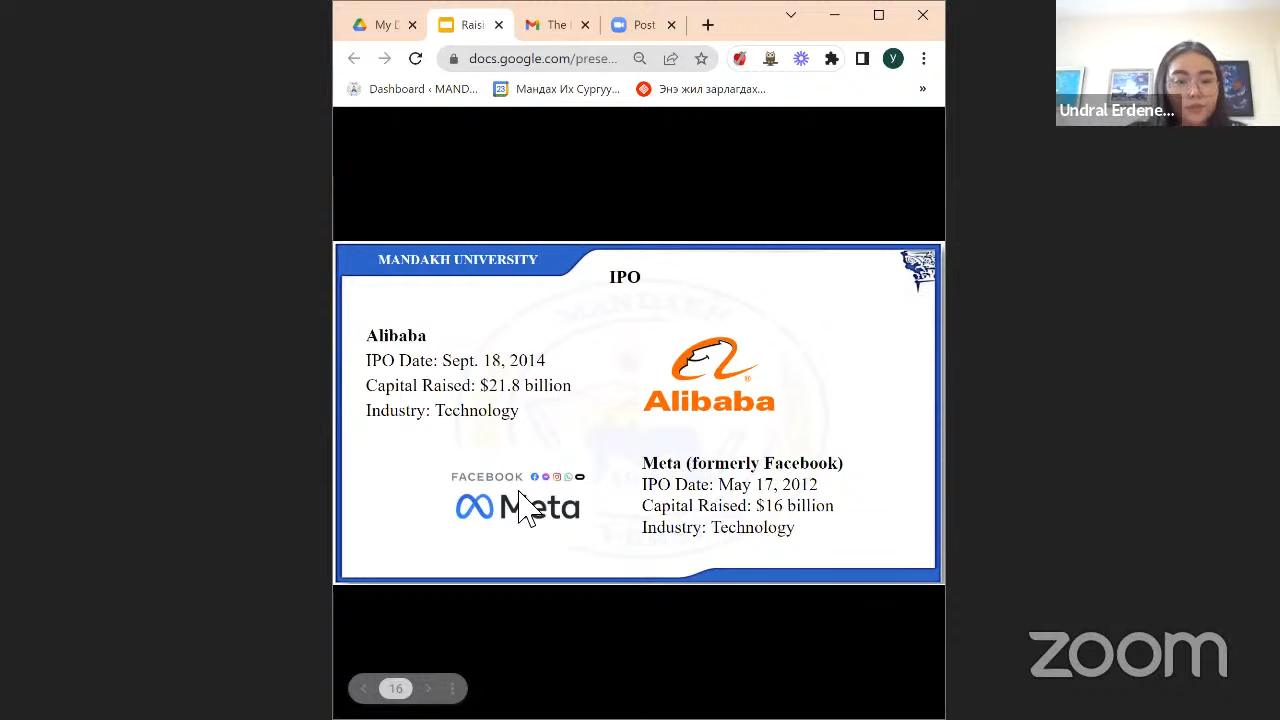 My D
Raisi
The
Post
docs.google.com/prese...
y
Dashboard_ MAND...
23
Мандах Их Сургуу...
Энэ жил зарлагдах...
»
Undral Erdene...
MANDAKH UNIVERSITY
IPO
Alibaba
IPO Date: Sept. 18, 2014
Capital Raised: $21.8 billion
Industry: Technology
Alibaba
®
FACEBOOK
Meta
Meta (formerly Facebook)
IPO Date: May 17, 2012
Capital Raised: $16 billion
Industry: Technology
16
zoom